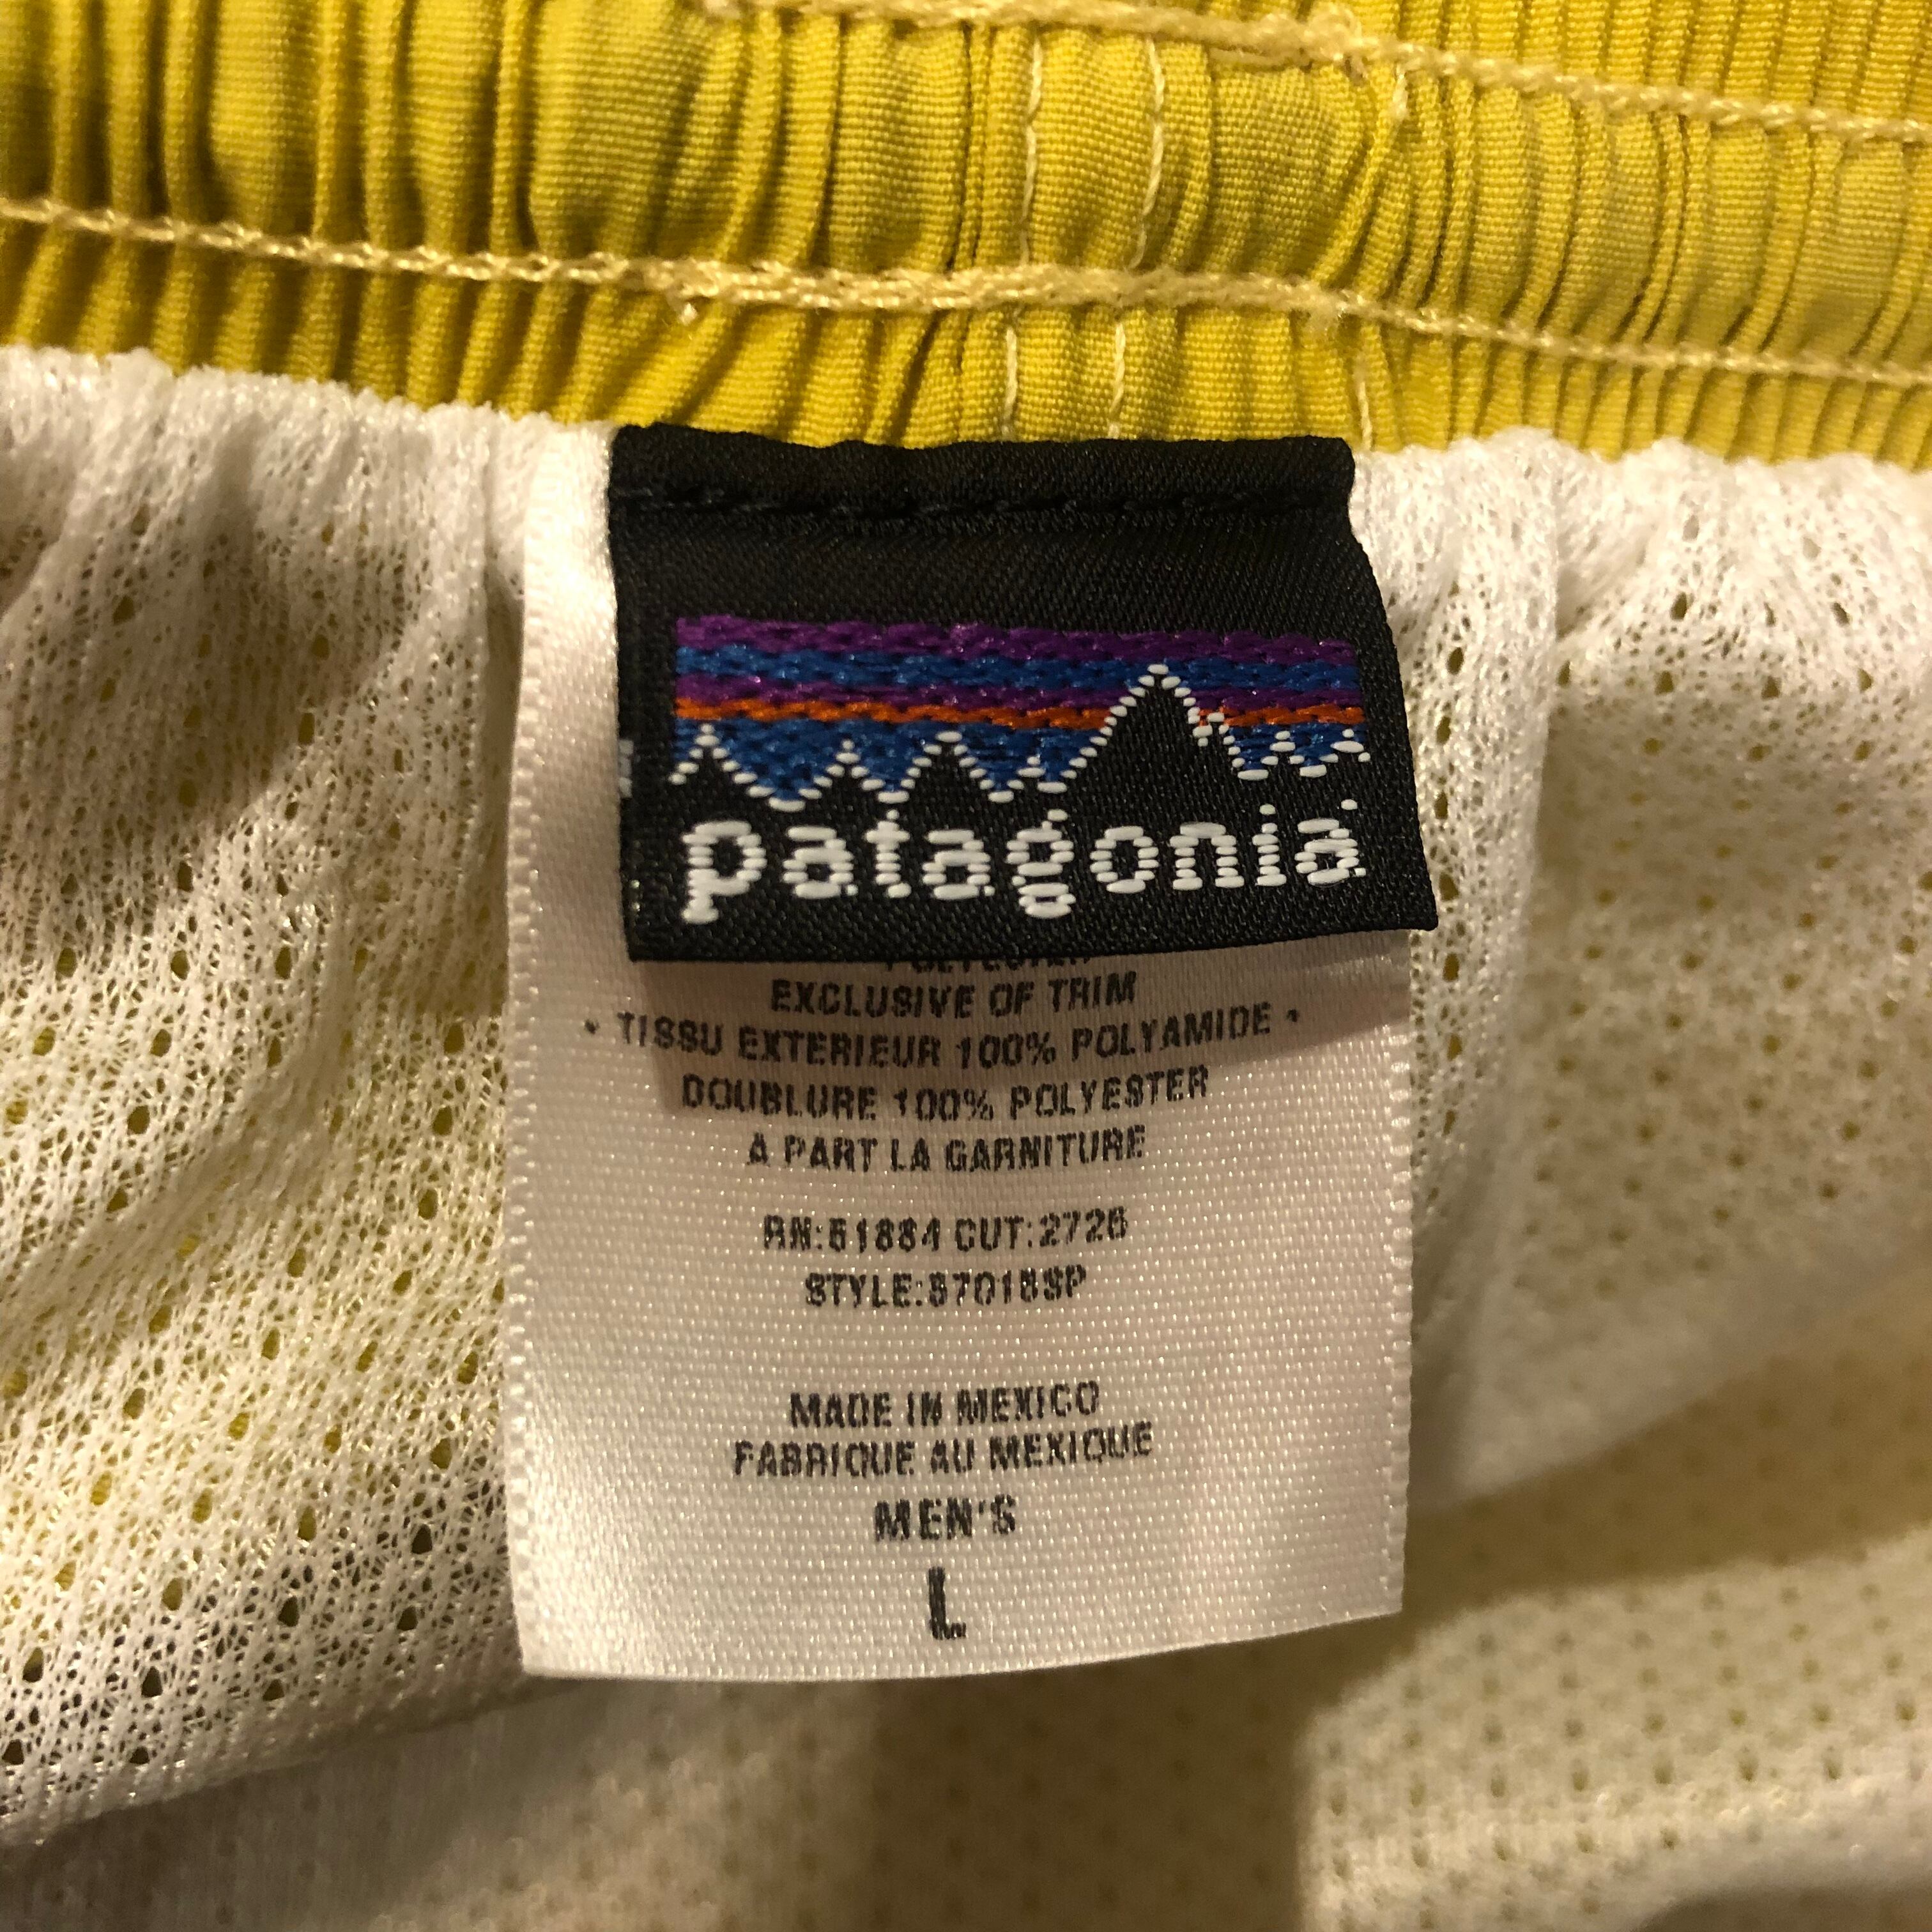 patagonia
POLYESTER
EXCLUSIVE OF TRIM
• TISSU EXTERIEUR 100% POLYAMIDE •
DOUBLURE 100% POLYESTER
A PART LA GARNITURE
RN:51884 CUT:2726
STYLE:57018SP
MADE IN MEXICO
FABRIQUE AU MEXIQUE
MEN'S
L